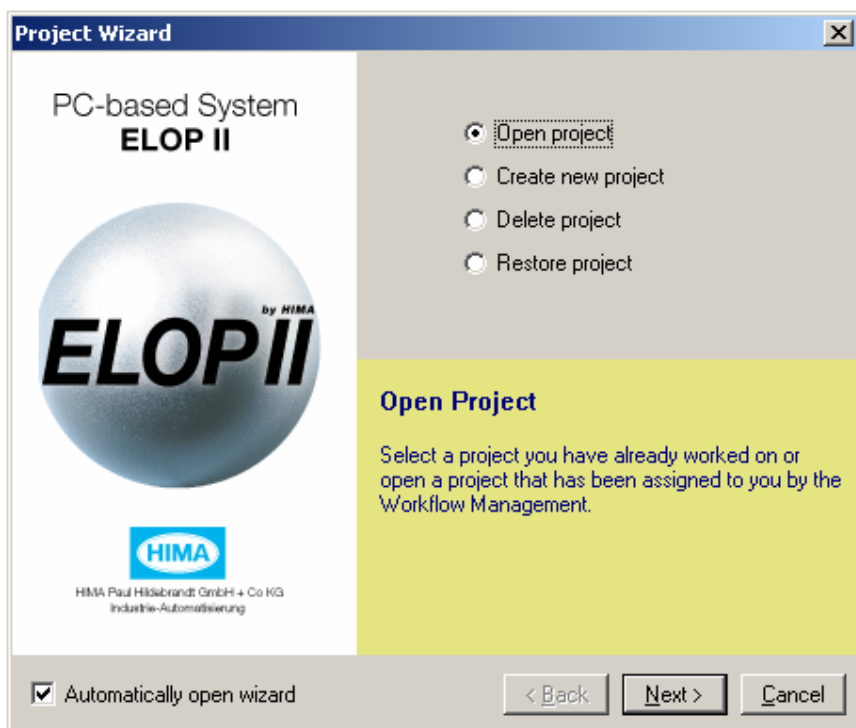 Project Wizard
PC-based System
ELOP II
by HIMA
ELOP II
HIMA
HIMA Paul Hildebrandt GmbH + Co KG
Industrie-Automatisierung
Open project
Create new project
Delete project
Restore project
Open Project
Select a project you have already worked on or
open a project that has been assigned to you by the
Workflow Management.
Automatically open wizard
< Back
Next >
Cancel